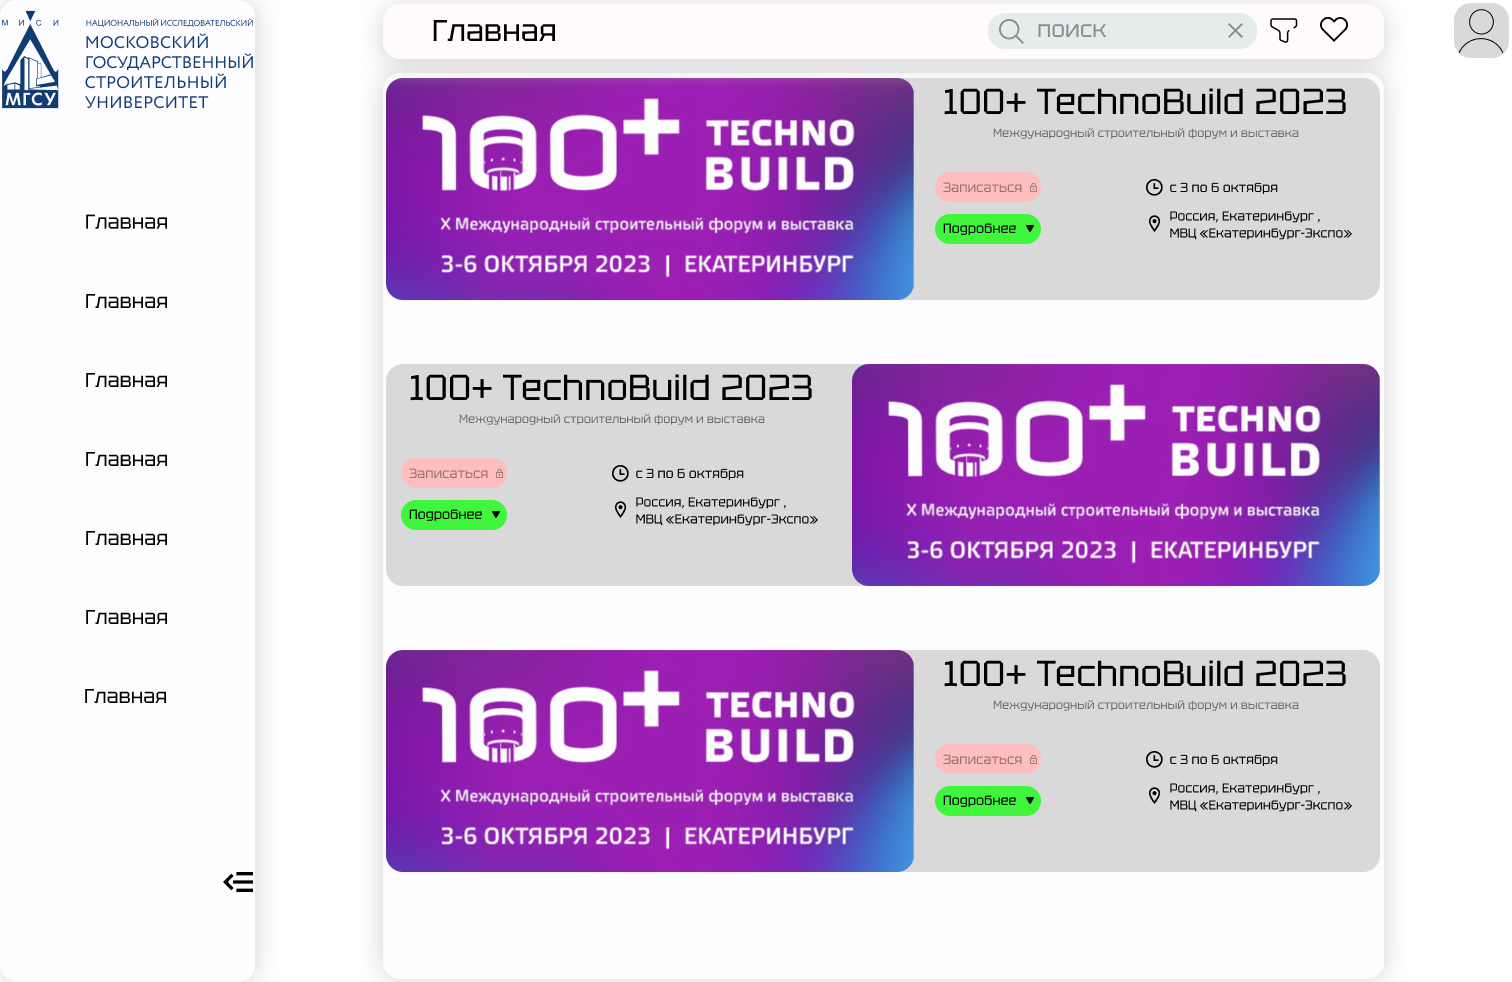 М И С И
НАЦИОНАЛЬНЫЙ ИССЛЕДОВАТЕЛЬСКИЙ
МОСКОВСКИЙ
ГОСУДАРСТВЕННЫЙ
СТРОИТЕЛЬНЫЙ
УНИВЕРСИТЕТ
МГСУ
Главная
Главная
Главная
Главная
Главная
Главная
Главная
Главная
ПОИСК
100+ TECHNO
BUILD
X Международный строительный форум и выставка
3-6 ОКТЯБРЯ 2023 | ЕКАТЕРИНБУРГ
100+ TechnoBuild 2023
Международный строительный форум и выставка
Записаться
с 3 по 6 октября
Подробнее
Россия, Екатеринбург ,
МВЦ «Екатеринбург-Экспо»
100+ TechnoBuild 2023
Международный строительный форум и выставка
Записаться
с 3 по 6 октября
Подробнее
Россия, Екатеринбург ,
МВЦ «Екатеринбург-Экспо»
100+ TECHNO
BUILD
X Международный строительный форум и выставка
3-6 ОКТЯБРЯ 2023 | ЕКАТЕРИНБУРГ
100+ TECHNO
BUILD
X Международный строительный форум и выставка
3-6 ОКТЯБРЯ 2023 | ЕКАТЕРИНБУРГ
100+ TechnoBuild 2023
Международный строительный форум и выставка
Записаться
с 3 по 6 октября
Подробнее
Россия, Екатеринбург ,
МВЦ «Екатеринбург-Экспо»